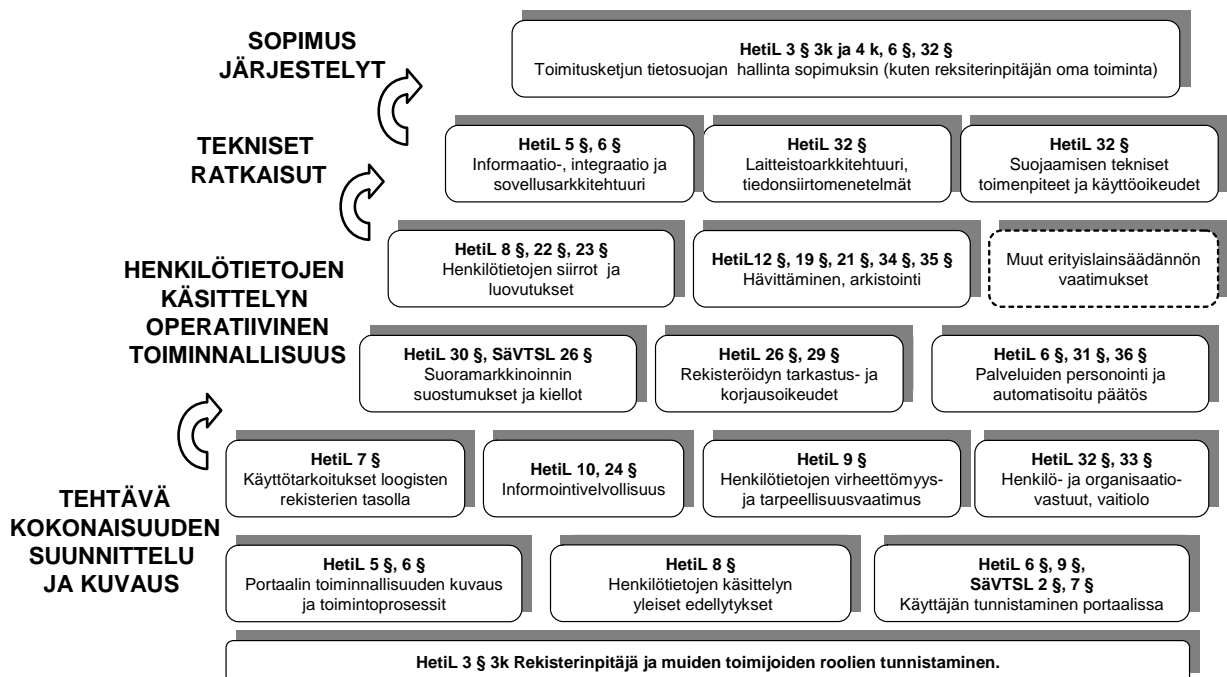 SOPIMUS
JÄRJESTELYT
HetiL 3 § 3k ja 4 k, 6 §, 32 §
Toimitusketjun tietosuojan hallinta sopimuksin (kuten reksiterinpitäjän oma toiminta)
TEKNISET
RATKAISUT
HetiL 5 §, 6 §
Informaatio-, integraatio ja
sovellusarkkitehtuuri
HetiL 32 §
Laitteistoarkkitehtuuri,
tiedonsiirtomenetelmät
HetiL 32 §
Suojaamisen tekniset
toimenpiteet ja käyttöoikeudet
HENKILÖTIETOJEN
KÄSITTELYN
OPERATIIVINEN
TOIMINNALLISUUS
HetiL 8 §, 22 §, 23 §
Henkilötietojen siirrot ja
luovutukset
HetiL12 §, 19 §, 21 §, 34 §, 35 §
Hävittäminen, arkistointi
Muut erityislainsäädännön
vaatimukset
HetiL 30 §, SäVTSL 26 §
Suoramarkkinoinnin
suostumukset ja kiellot
HetiL 26 §, 29 §
Rekisteröidyn tarkastus- ja
korjausoikeudet
HetiL 6 §, 31 §, 36 §
Palveluiden personointi ja
automatisoitu päätös
TEHTÄVÄ
KOKONAISUUDEN
SUUNNITTELU
JA KUVAUS
HetiL 7 §
Käyttötarkoitukset loogisten
rekisterien tasolla
HetiL 10, 24 §
Informointivelvollisuus
HetiL 9 §
Henkilötietojen virheettömyys-
ja tarpeellisuusvaatimus
HetiL 32 §, 33 §
Henkilö- ja organisaatio-
vastuut, vaitiolo
HetiL 5 §, 6 §
Portaalin toiminnallisuuden kuvaus
ja toimintoprosessit
HetiL 8 §
Henkilötietojen käsittelyn
yleiset edellytykset
HetiL 6 §, 9 §,
SäVTSL 2 §, 7 §
Käyttäjän tunnistaminen portaalissa
HetiL 3 § 3k Rekisterinpitäjä ja muiden toimijoiden roolien tunnistaminen.